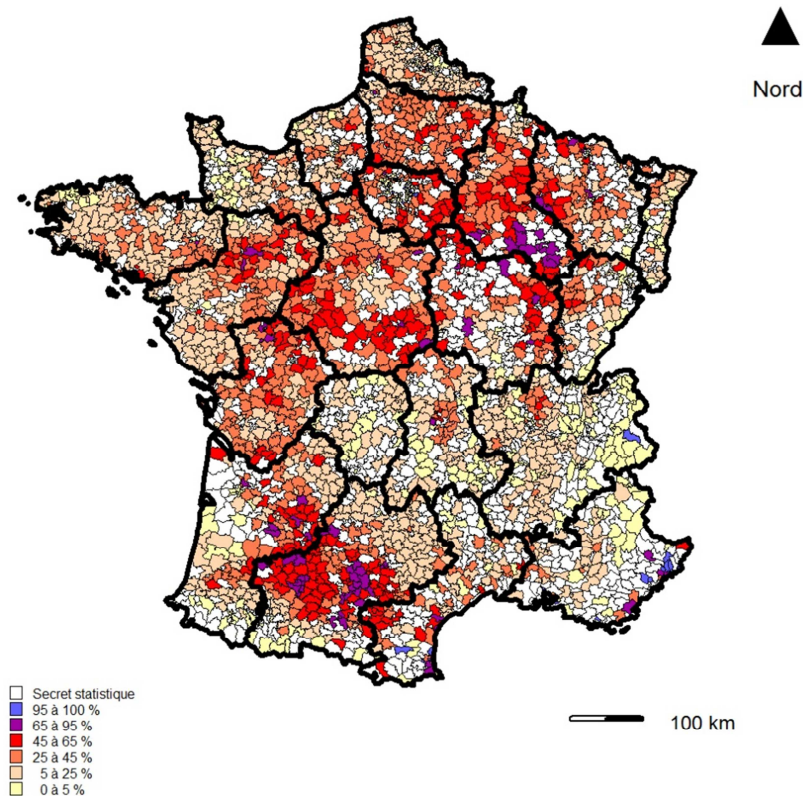 Nord
Secret statistique
95 à 100 %
65 à 95 %
45 à 65 %
25 à 45 %
5 à 25 %
0 à 5 %
100 km